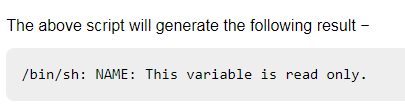 The above script will generate the following result −
/bin/sh: NAME: This variable is read only.